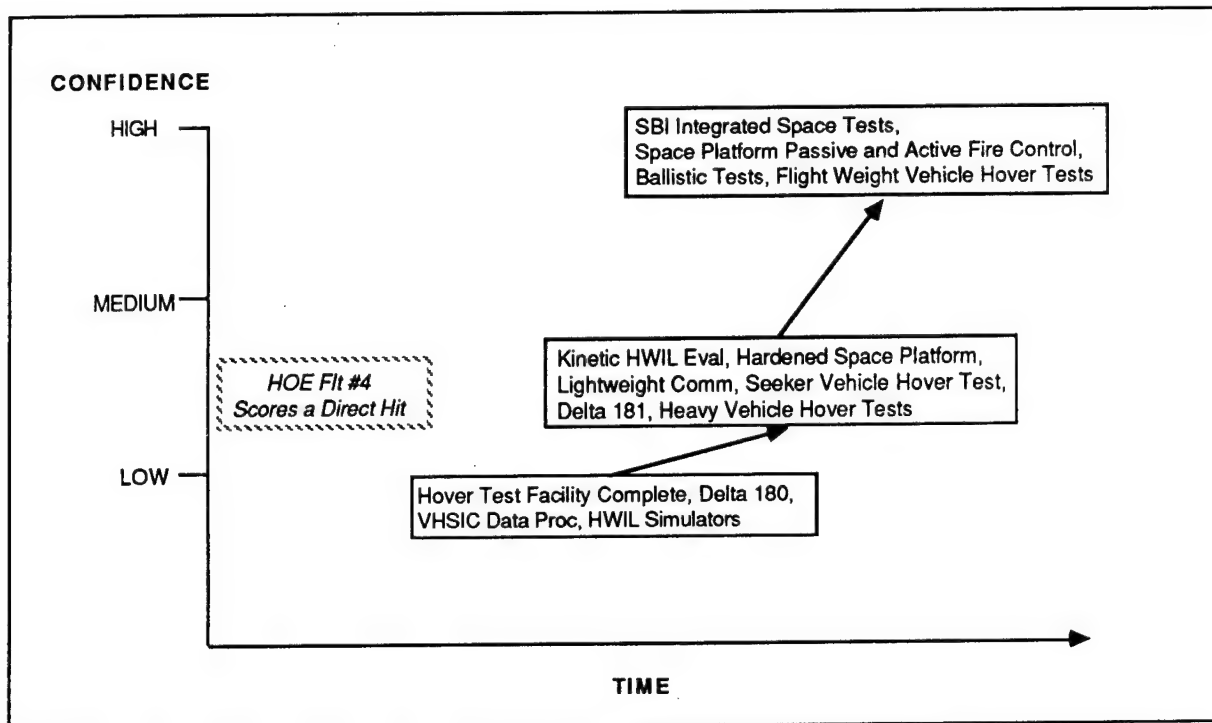 CONFIDENCE
HIGH
SBI Integrated Space Tests,
Space Platform Passive and Active Fire Control,
Ballistic Tests, Flight Weight Vehicle Hover Tests
MEDIUM
HOE Flt #4
Scores a Direct Hit
Kinetic HWIL Eval, Hardened Space Platform,
Lightweight Comm, Seeker Vehicle Hover Test,
Delta 181, Heavy Vehicle Hover Tests
LOW
Hover Test Facility Complete, Delta 180,
VHSIC Data Proc, HWIL Simulators
TIME